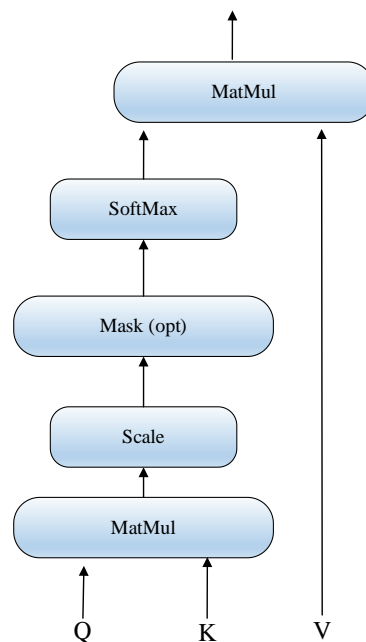 MatMul
SoftMax
Mask (opt)
Scale
MatMul
Q K V